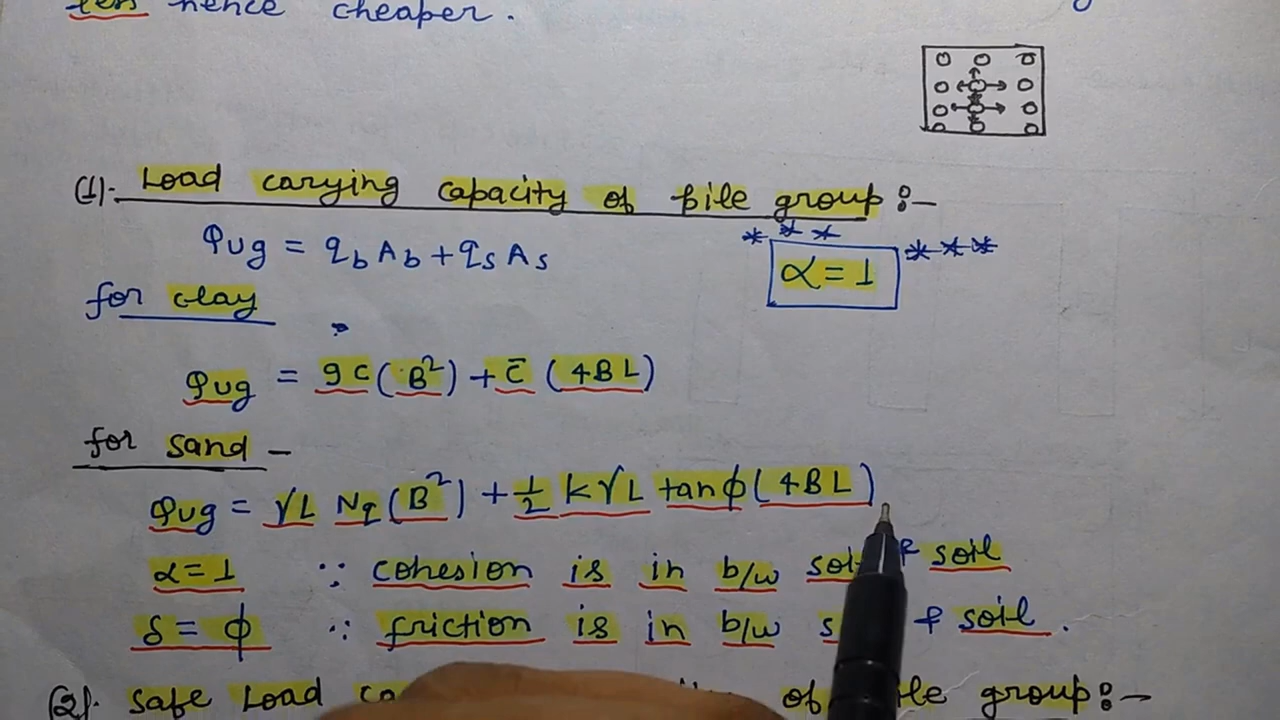 less hence cheaper.
(1). Load carying capacity of pile group :-
Qug = qb Ab + qs As
* * *
α = 1
* * *
for clay
Qug = 9c(B²) + c̄ (4BL)
for sand -
Qug = γL Nq (B²) + ½ kγL tanϕ(4BL)
α = 1 ∵ cohesion is in b/w soil & soil
δ = ϕ ∵ friction is in b/w & soil.
(2). Safe Load of group :-